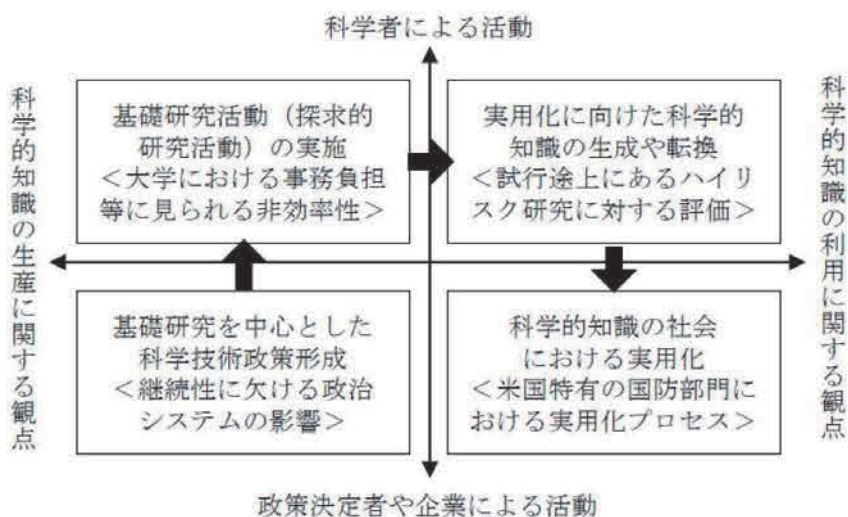 科学者による活動
科学的知識の生産に関する観点
基礎研究活動（探求的
研究活動）の実施
＜大学における事務負担
等に見られる非効率性＞
実用化に向けた科学的
知識の生成や転換
＜試行途上にあるハイリ
スク研究に対する評価＞
科学的知識の利用に関する観点
基礎研究を中心とした
科学技術政策形成
＜継続性に欠ける政治
システムの影響＞
科学的知識の社会
における実用化
＜米国特有の国防部門に
おける実用化プロセス＞
政策決定者や企業による活動